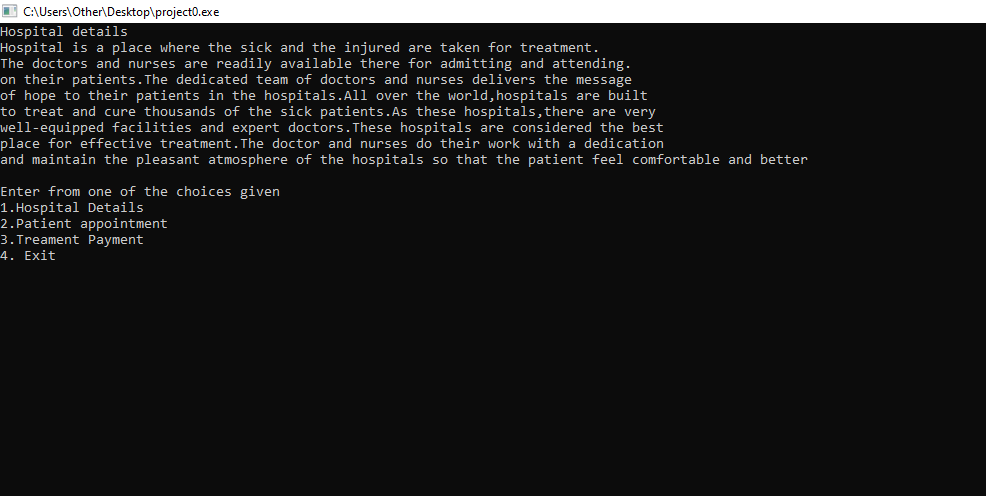 C:\Users\Other\Desktop\project0.exe
Hospital details
Hospital is a place where the sick and the injured are taken for treatment.
The doctors and nurses are readily available there for admitting and attending.
on their patients.The dedicated team of doctors and nurses delivers the message
of hope to their patients in the hospitals.All over the world,hospitals are built
to treat and cure thousands of the sick patients.As these hospitals,there are very
well-equipped facilities and expert doctors.These hospitals are considered the best
place for effective treatment.The doctor and nurses do their work with a dedication
and maintain the pleasant atmosphere of the hospitals so that the patient feel comfortable and better
Enter from one of the choices given
1.Hospital Details
2.Patient appointment
3.Treament Payment
4. Exit